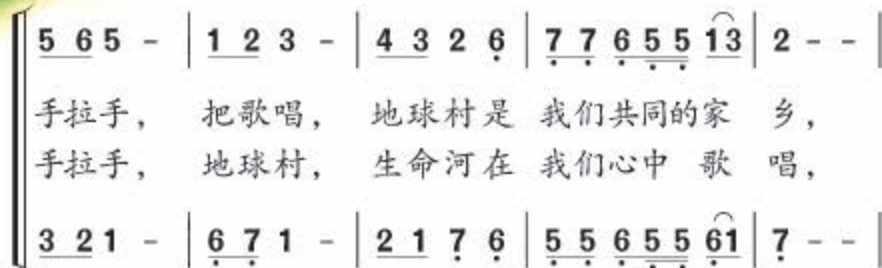 5 6 5 - | 1 2 3 - | 4 3 2 6̣ | 7̣ 7̣ 6̣ 5̣ 5̣ 1 3 | 2 - - |
手拉手， 把歌唱， 地球村是 我们共同的家 乡，
手拉手， 地球村， 生命河在 我们心中 歌 唱，
3 2 1 - | 6̣ 7̣ 1 - | 2 1 7̣ 6̣ | 5̣ 5̣ 6̣ 5̣ 5̣ 6̣ 1 | 7̣ - - |